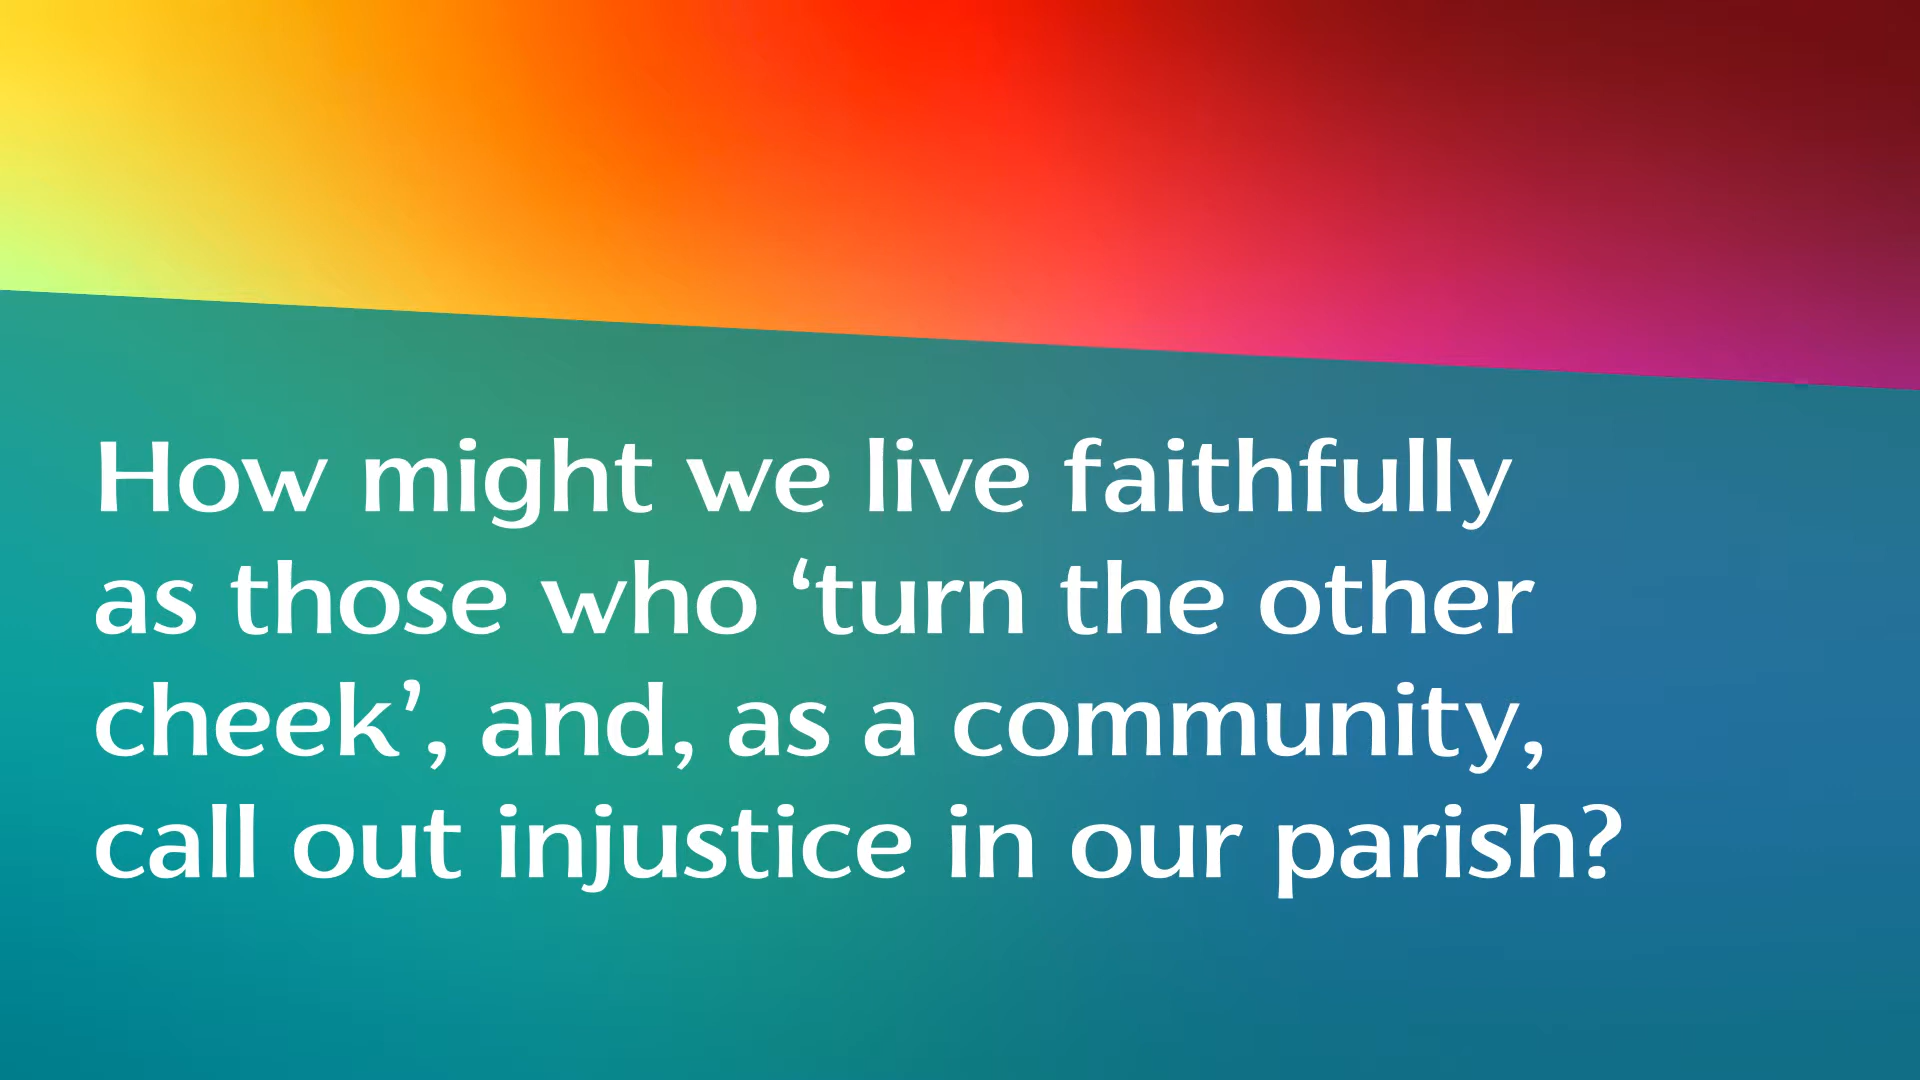 How might we live faithfully
as those who ‘turn the other
cheek’, and, as a community,
call out injustice in our parish?